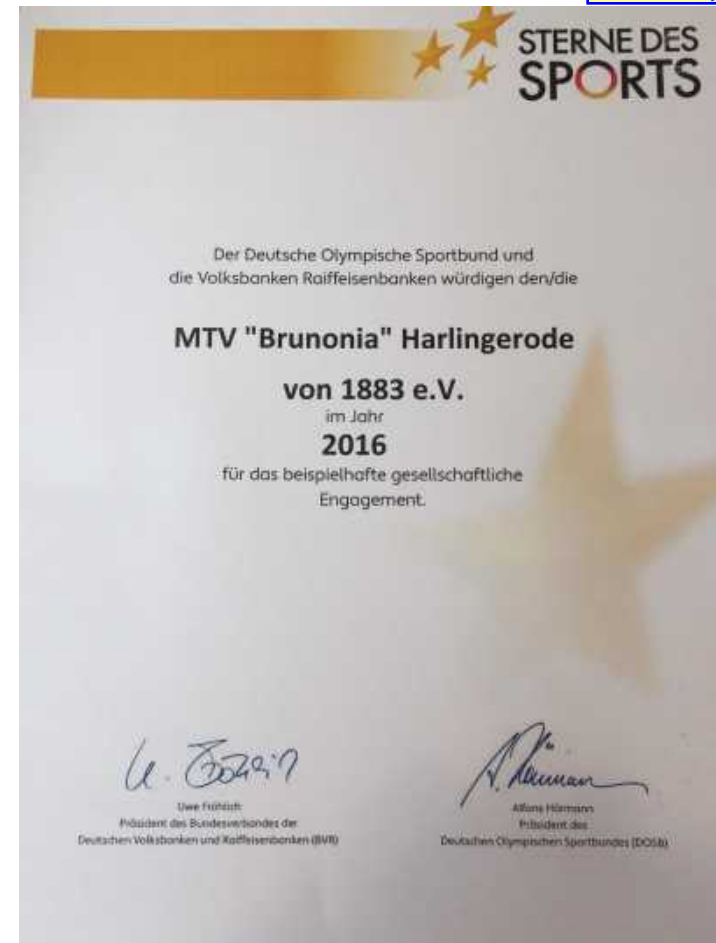 STERNE DES
SPORTS
Der Deutsche Olympische Sportbund und
die Volksbanken Raiffeisenbanken würdigen den/die
MTV "Brunonia" Harlingerode
von 1883 e.V.
im Jahr
2016
für das beispielhafte gesellschaftliche
Engagement.
Uwe Fröhlich
Präsident des Bundesverbandes der
Deutschen Volksbanken und Raiffeisenbanken (BVR)
Alfons Hörmann
Präsident des
Deutschen Olympischen Sportbundes (DOSB)